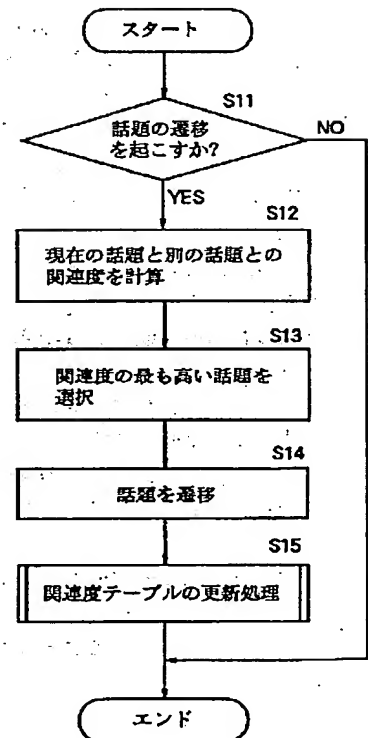 スタート
S11
話題の遷移
を起こすか?
NO
YES
S12
現在の話題と別の話題との
関連度を計算
S13
関連度の最も高い話題を
選択
S14
話題を遷移
S15
関連度テーブルの更新処理
エンド